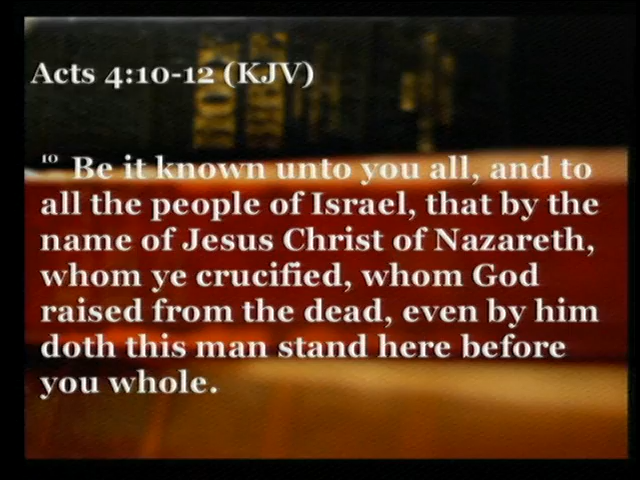 Acts 4:10-12 (KJV)
10 Be it known unto you all, and to
all the people of Israel, that by the
name of Jesus Christ of Nazareth,
whom ye crucified, whom God
raised from the dead, even by him
doth this man stand here before
you whole.